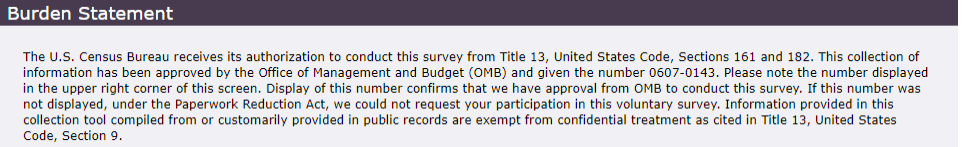 Burden Statement
The U.S. Census Bureau receives its authorization to conduct this survey from Title 13, United States Code, Sections 161 and 182. This collection of
information has been approved by the Office of Management and Budget (OMB) and given the number 0607-0143. Please note the number displayed
in the upper right corner of this screen. Display of this number confirms that we have approval from OMB to conduct this survey. If this number was
not displayed, under the Paperwork Reduction Act, we could not request your participation in this voluntary survey. Information provided in this
collection tool compiled from or customarily provided in public records are exempt from confidential treatment as cited in Title 13, United States
Code, Section 9.